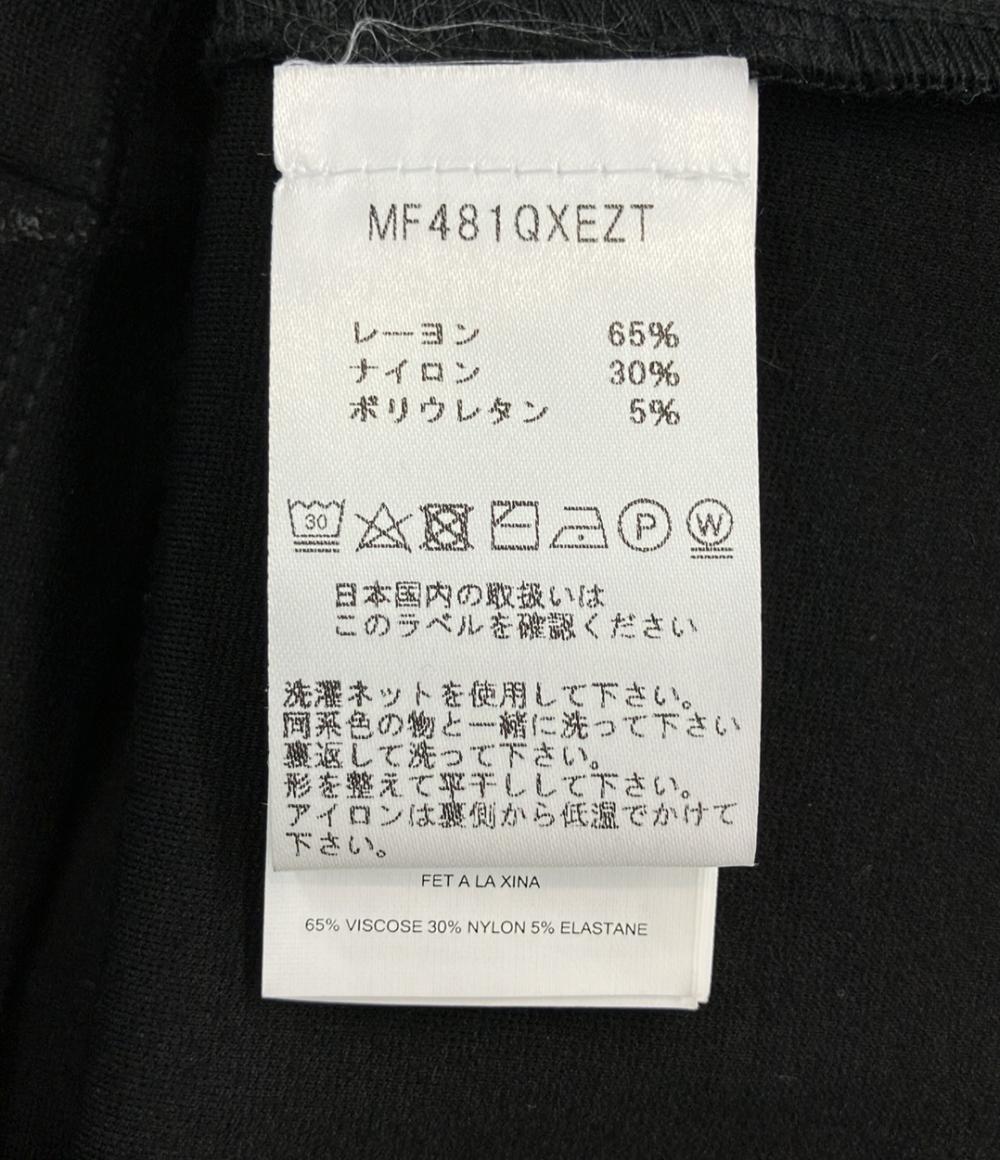 MF481QXEZT
レーヨン 65%
ナイロン 30%
ポリウレタン 5%
30 P W
日本国内の取扱いは
このラベルを確認ください
洗濯ネットを使用して下さい。
同系色の物と一緒に洗って下さい
裏返して洗って下さい。
形を整えて平干しして下さい。
アイロンは裏側から低温でかけて
下さい。
FET A LA XINA
65% VISCOSE 30% NYLON 5% ELASTANE